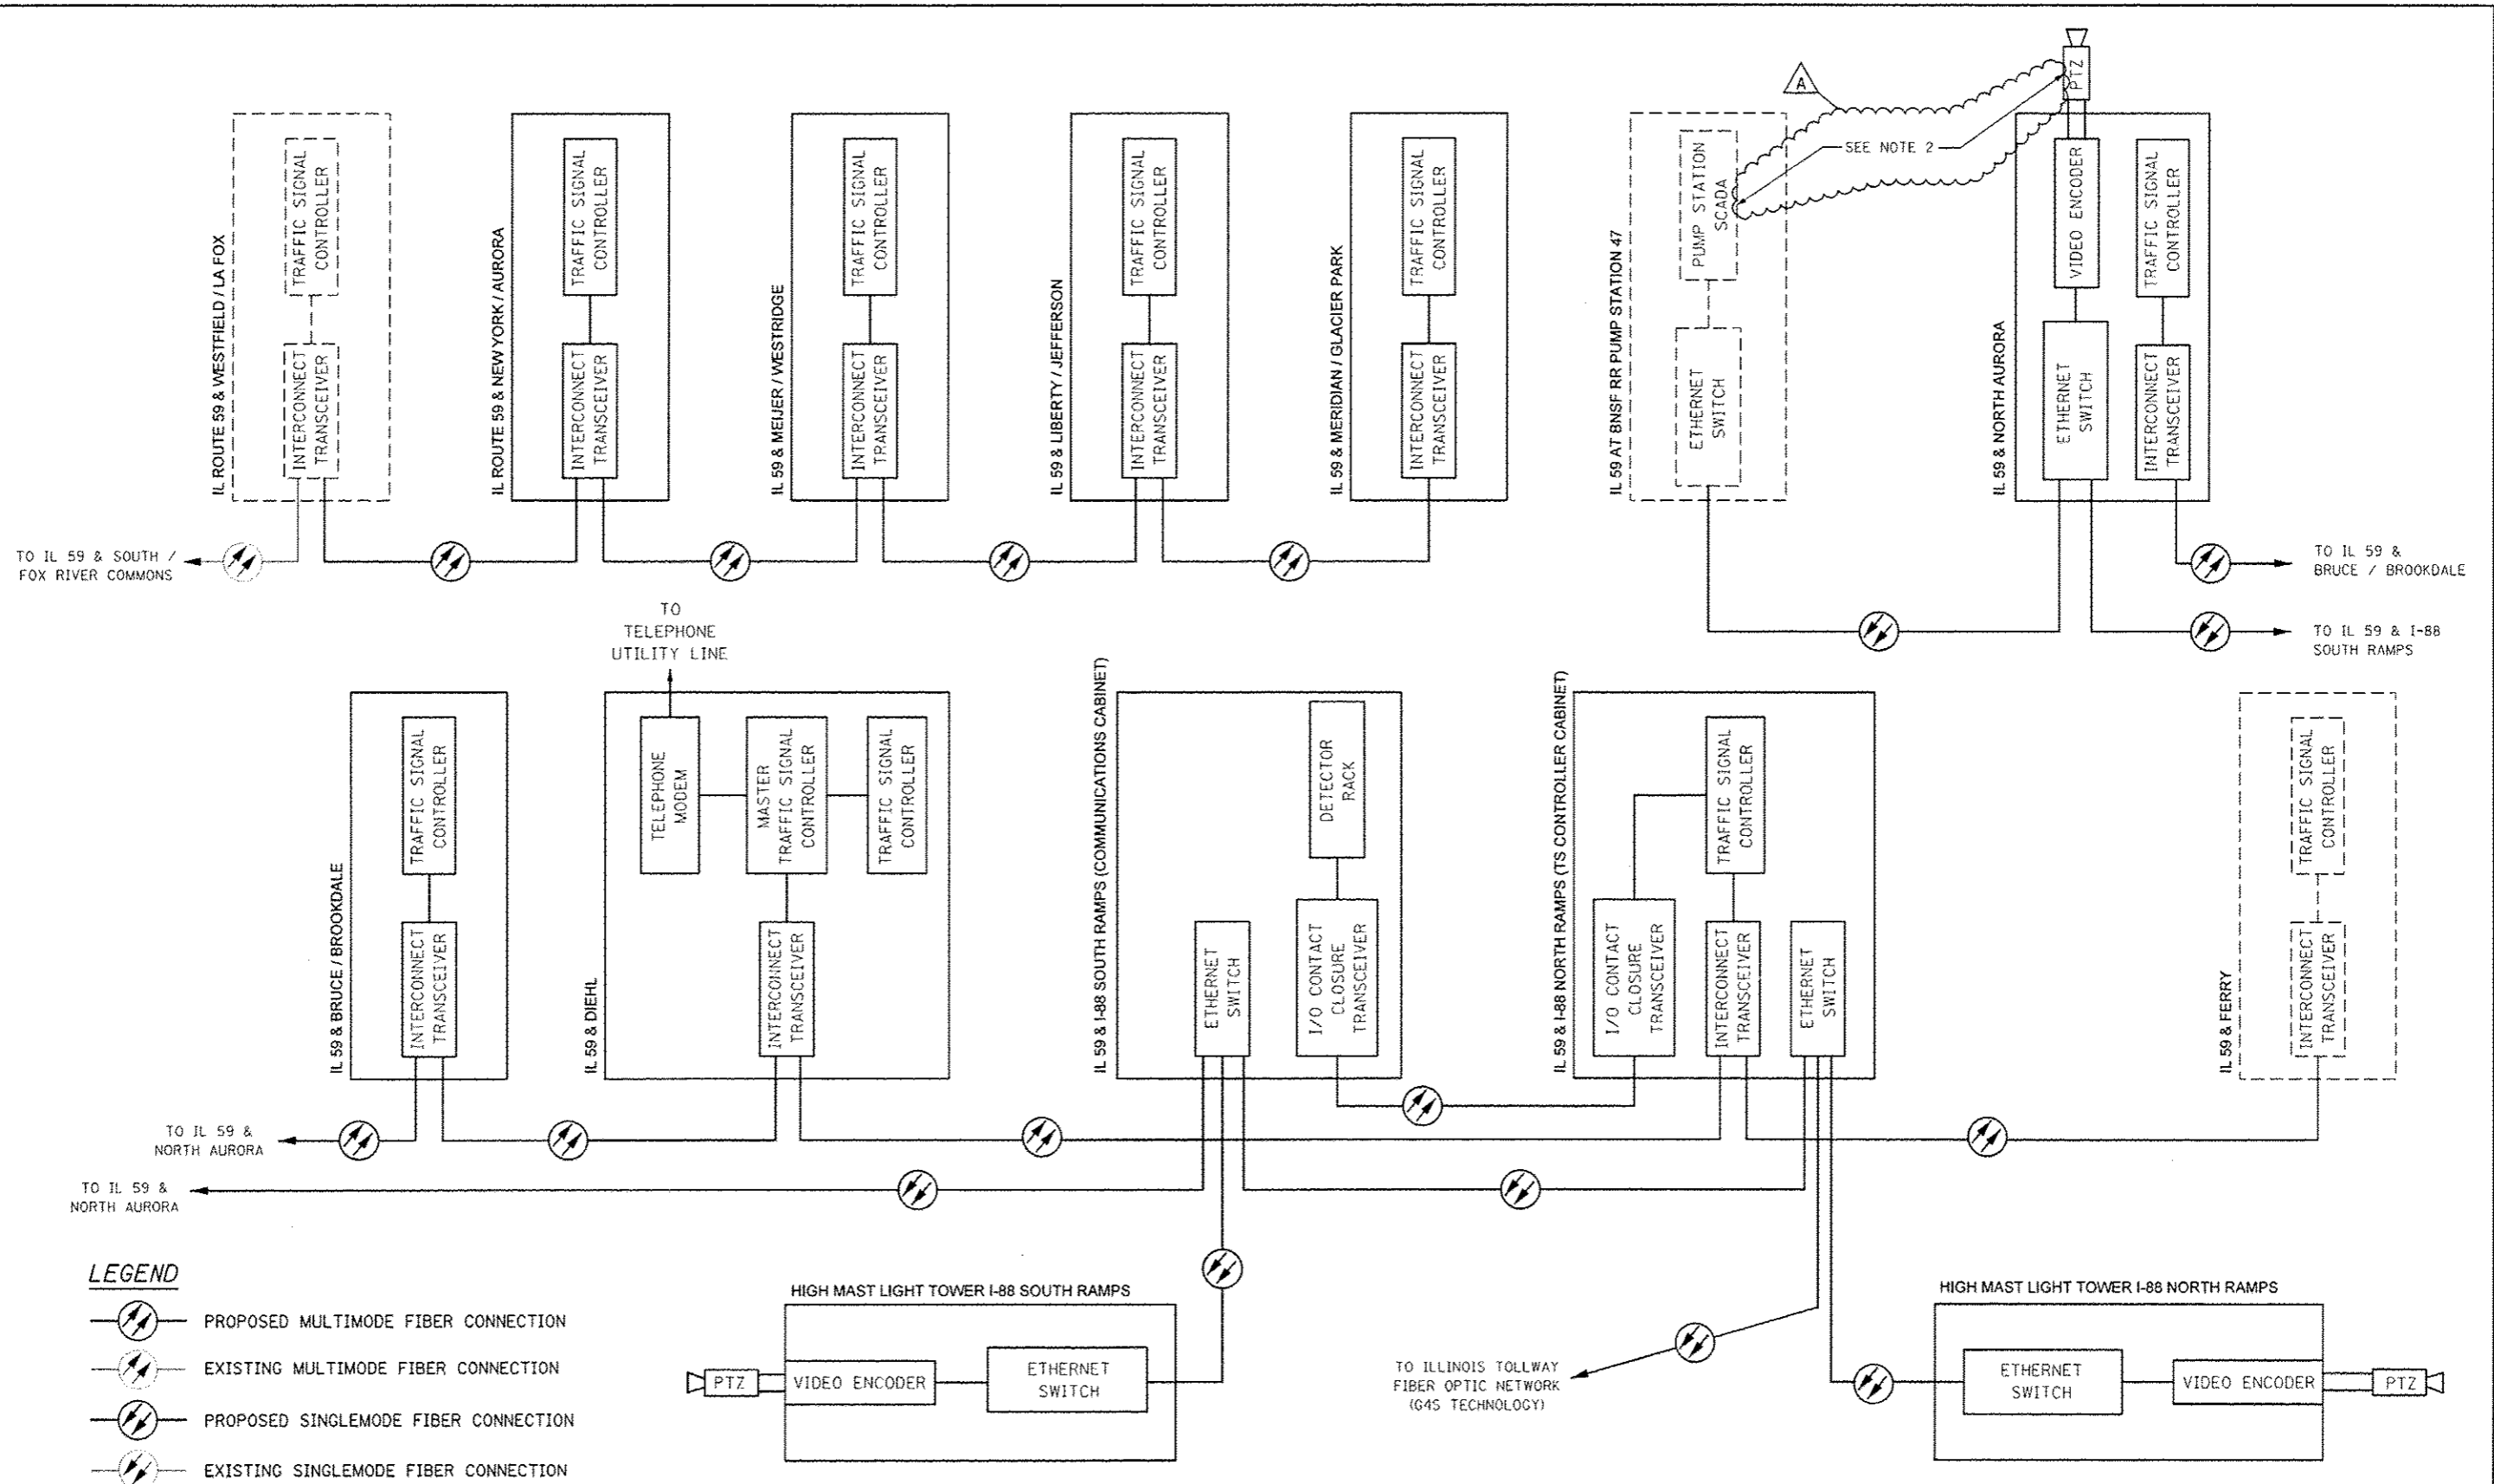 IL ROUTE 59 & WESTFIELD / LA FOX
TRAFFIC SIGNAL
CONTROLLER
INTERCONNECT
TRANSCEIVER
IL ROUTE 59 & NEW YORK / AURORA
TRAFFIC SIGNAL
CONTROLLER
INTERCONNECT
TRANSCEIVER
IL 59 & MEIJER / WESTRIDGE
TRAFFIC SIGNAL
CONTROLLER
INTERCONNECT
TRANSCEIVER
IL 59 & LIBERTY / JEFFERSON
TRAFFIC SIGNAL
CONTROLLER
INTERCONNECT
TRANSCEIVER
IL 59 & MERIDIAN / GLACIER PARK
TRAFFIC SIGNAL
CONTROLLER
INTERCONNECT
TRANSCEIVER
IL 59 AT BNSF RR PUMP STATION 47
PUMP STATION
SCADA
ETHERNET
SWITCH
A
SEE NOTE 2
PTZ
IL 59 & NORTH AURORA
VIDEO ENCODER
TRAFFIC SIGNAL
CONTROLLER
ETHERNET
SWITCH
INTERCONNECT
TRANSCEIVER
TO IL 59 & SOUTH /
FOX RIVER COMMONS
TO IL 59 &
BRUCE / BROOKDALE
TO IL 59 & I-88
SOUTH RAMPS
TO
TELEPHONE
UTILITY LINE
IL 59 & BRUCE / BROOKDALE
TRAFFIC SIGNAL
CONTROLLER
INTERCONNECT
TRANSCEIVER
IL 59 & DIEHL
TELEPHONE
MODEM
MASTER
TRAFFIC SIGNAL
CONTROLLER
TRAFFIC SIGNAL
CONTROLLER
INTERCONNECT
TRANSCEIVER
IL 59 & I-88 SOUTH RAMPS (COMMUNICATIONS CABINET)
DETECTOR
RACK
ETHERNET
SWITCH
I/O CONTACT
CLOSURE
TRANSCEIVER
IL 59 & I-88 NORTH RAMPS (TS CONTROLLER CABINET)
TRAFFIC SIGNAL
CONTROLLER
I/O CONTACT
CLOSURE
TRANSCEIVER
INTERCONNECT
TRANSCEIVER
ETHERNET
SWITCH
IL 59 & FERRY
TRAFFIC SIGNAL
CONTROLLER
INTERCONNECT
TRANSCEIVER
TO IL 59 &
NORTH AURORA
TO IL 59 &
NORTH AURORA
LEGEND
PROPOSED MULTIMODE FIBER CONNECTION
EXISTING MULTIMODE FIBER CONNECTION
PROPOSED SINGLEMODE FIBER CONNECTION
EXISTING SINGLEMODE FIBER CONNECTION
HIGH MAST LIGHT TOWER I-88 SOUTH RAMPS
PTZ
VIDEO ENCODER
ETHERNET
SWITCH
TO ILLINOIS TOLLWAY
FIBER OPTIC NETWORK
(G4S TECHNOLOGY)
HIGH MAST LIGHT TOWER I-88 NORTH RAMPS
ETHERNET
SWITCH
VIDEO ENCODER
PTZ